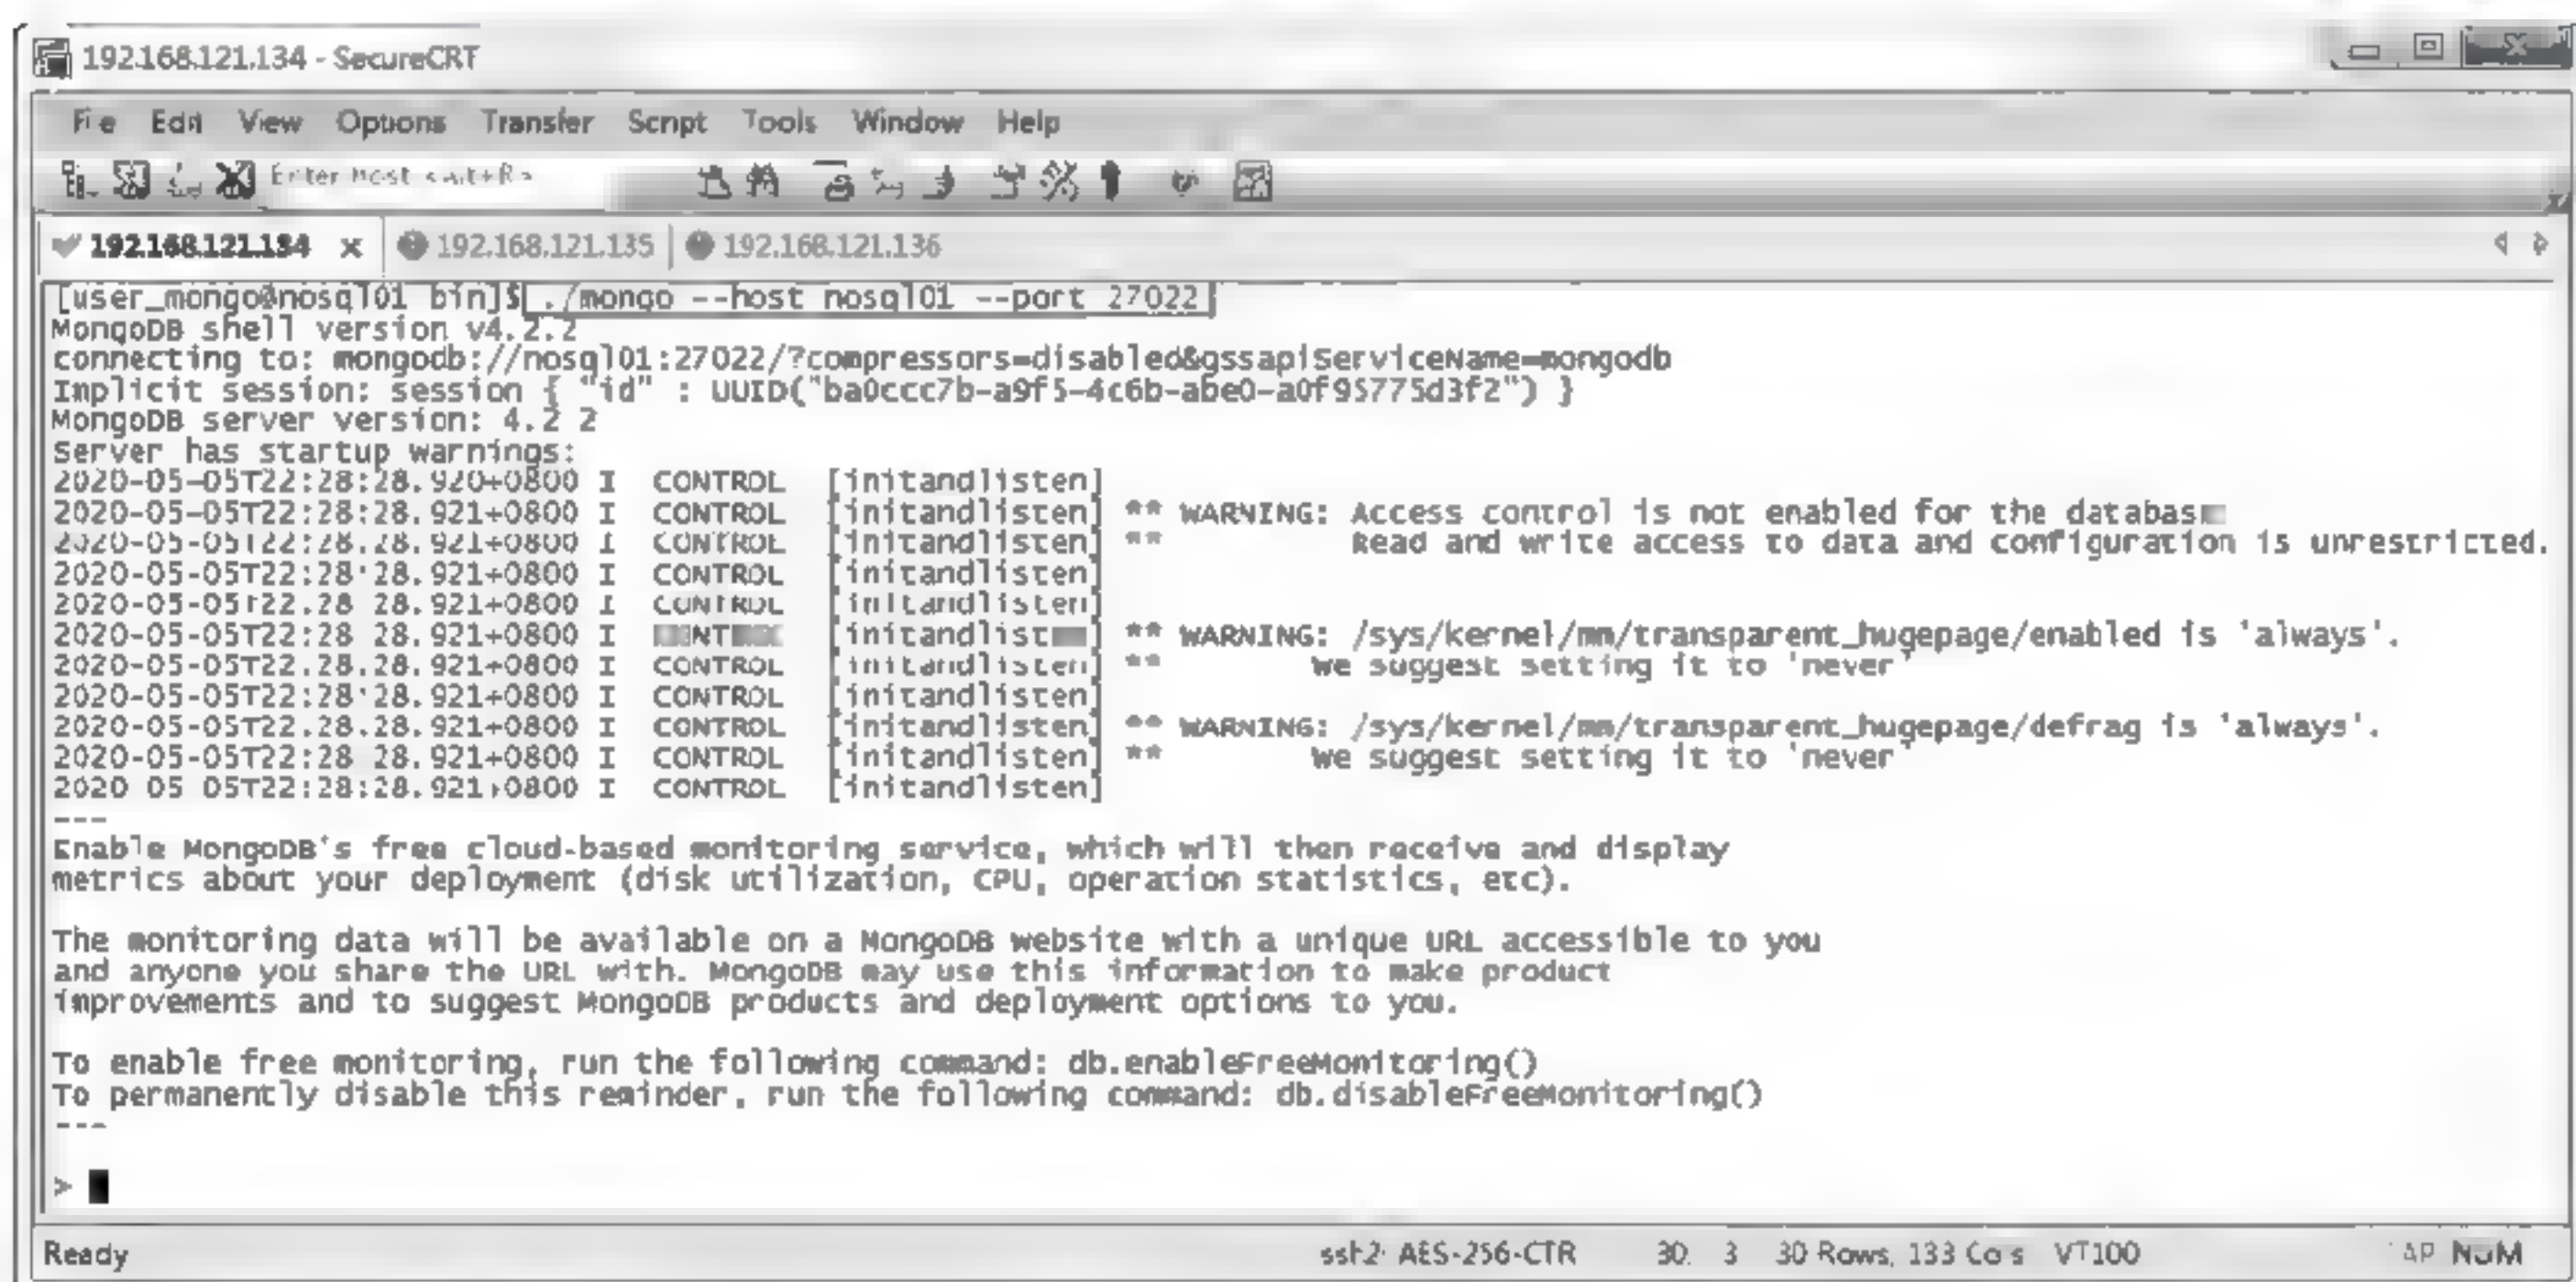 192.168.121.134 - SecureCRT
File Edit View Options Transfer Script Tools Window Help
Enter Host <Alt+R>
192.168.121.134 x 192.168.121.135 192.168.121.136
[user_mongo@nosql01 bin]$ ./mongo --host nosql01 --port 27022
MongoDB shell version v4.2.2
connecting to: mongodb://nosql01:27022/?compressors=disabled&gssapiServiceName=mongodb
Implicit session: session { "id" : UUID("ba0ccc7b-a9f5-4c6b-abe0-a0f95775d3f2") }
MongoDB server version: 4.2.2
Server has startup warnings:
2020-05-05T22:28:28.920+0800 I CONTROL [initandlisten]
2020-05-05T22:28:28.921+0800 I CONTROL [initandlisten] ** WARNING: Access control is not enabled for the database
2020-05-05T22:28:28.921+0800 I CONTROL [initandlisten] ** Read and write access to data and configuration is unrestricted.
2020-05-05T22:28:28.921+0800 I CONTROL [initandlisten]
2020-05-05T22:28:28.921+0800 I CONTROL [initandlisten]
2020-05-05T22:28:28.921+0800 I CONTROL [initandlisten] ** WARNING: /sys/kernel/mm/transparent_hugepage/enabled is 'always'.
2020-05-05T22:28:28.921+0800 I CONTROL [initandlisten] ** We suggest setting it to 'never'
2020-05-05T22:28:28.921+0800 I CONTROL [initandlisten]
2020-05-05T22:28:28.921+0800 I CONTROL [initandlisten] ** WARNING: /sys/kernel/mm/transparent_hugepage/defrag is 'always'.
2020-05-05T22:28:28.921+0800 I CONTROL [initandlisten] ** We suggest setting it to 'never'
2020-05-05T22:28:28.921+0800 I CONTROL [initandlisten]
---
Enable MongoDB's free cloud-based monitoring service, which will then receive and display
metrics about your deployment (disk utilization, CPU, operation statistics, etc).
The monitoring data will be available on a MongoDB website with a unique URL accessible to you
and anyone you share the URL with. MongoDB may use this information to make product
improvements and to suggest MongoDB products and deployment options to you.
To enable free monitoring, run the following command: db.enableFreeMonitoring()
To permanently disable this reminder, run the following command: db.disableFreeMonitoring()
---
>
Ready ssh2: AES-256-CTR 30, 3 30 Rows, 133 Cols VT100 NUM